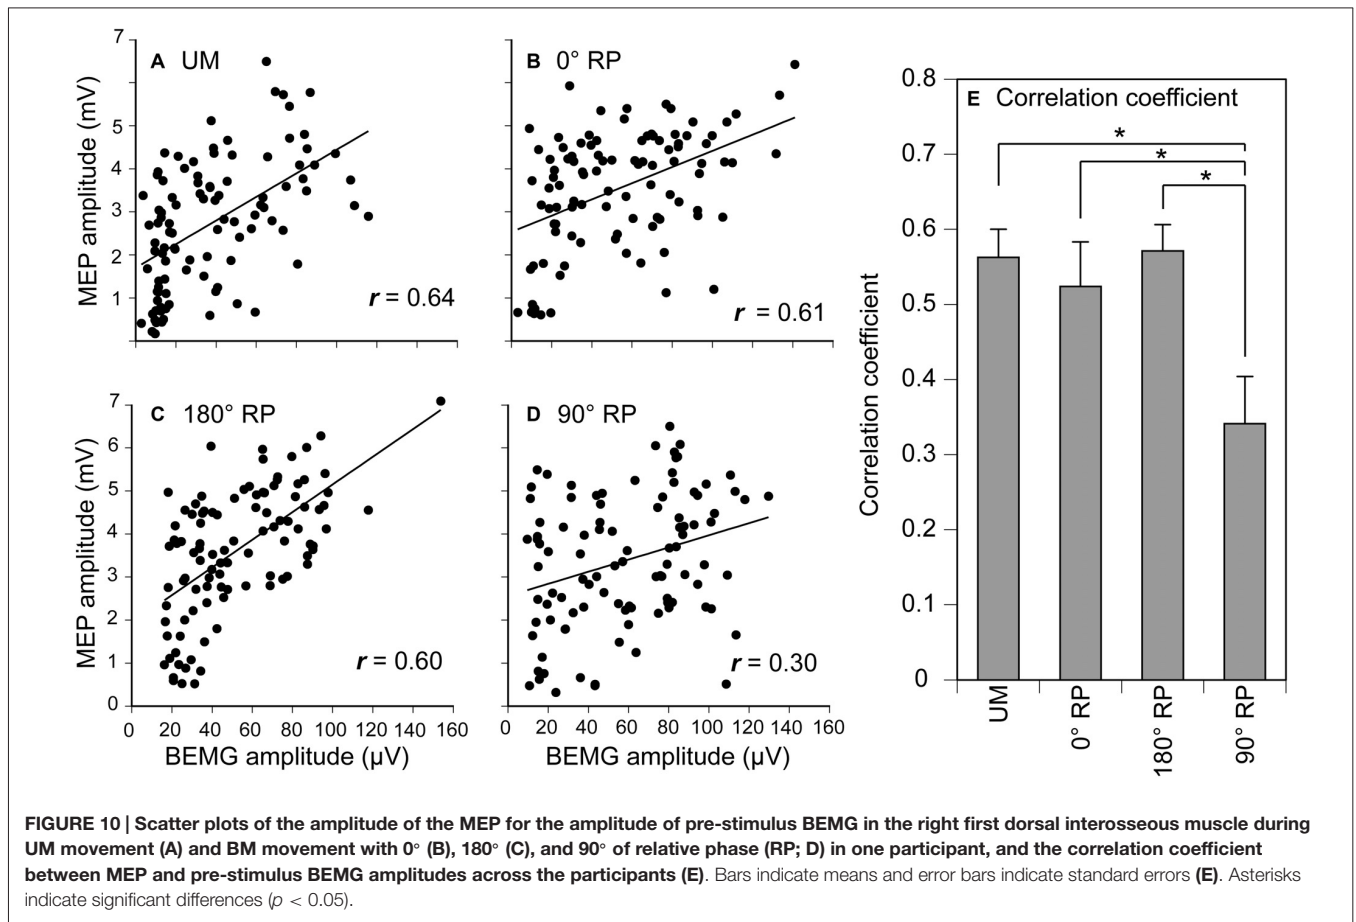 A UM
MEP amplitude (mV)
7
5
4
3
2
1
r = 0.64
B 0° RP
r = 0.61
C 180° RP
MEP amplitude (mV)
7
6
5
4
3
2
1
0
r = 0.60
0 20 40 60 80 100 120 140 160
BEMG amplitude (µV)
D 90° RP
r = 0.30
0 20 40 60 80 100 120 140 160
BEMG amplitude (µV)
E Correlation coefficient
Correlation coefficient
0.8
0.7
0.6
0.5
0.4
0.3
0.2
0.1
0
*
*
*
UM
0° RP
180° RP
90° RP
FIGURE 10 | Scatter plots of the amplitude of the MEP for the amplitude of pre-stimulus BEMG in the right first dorsal interosseous muscle during
UM movement (A) and BM movement with 0° (B), 180° (C), and 90° of relative phase (RP; D) in one participant, and the correlation coefficient
between MEP and pre-stimulus BEMG amplitudes across the participants (E). Bars indicate means and error bars indicate standard errors (E). Asterisks
indicate significant differences (p < 0.05).